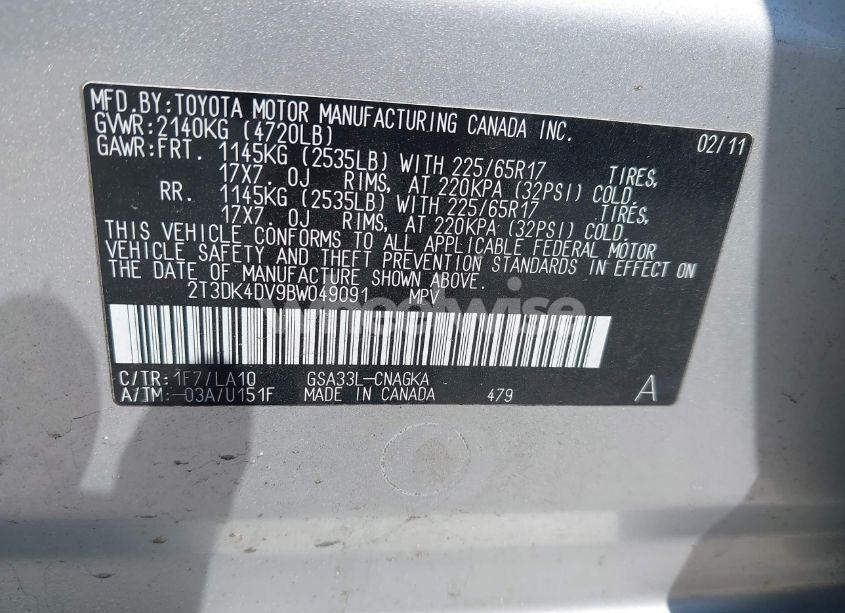 MFD.BY:TOYOTA MOTOR MANUFACTURING CANADA INC.
GVWR:2140KG (4720LB) 02/11
GAWR:FRT. 1145KG (2535LB) WITH 225/65R17 TIRES,
17X7.0J RIMS, AT 220KPA (32PSI) COLD,
RR. 1145KG (2535LB) WITH 225/65R17 TIRES,
17X7.0J RIMS, AT 220KPA (32PSI) COLD.
THIS VEHICLE CONFORMS TO ALL APPLICABLE FEDERAL MOTOR
VEHICLE SAFETY AND THEFT PREVENTION STANDARDS IN EFFECT ON
THE DATE OF MANUFACTURE SHOWN ABOVE.
2T3DK4DV9BW049091 MPV
wheelwise
C/TR: 1F7/LA10 GSA33L-CNAGKA
A/TM: -03A/U151F MADE IN CANADA 479 A